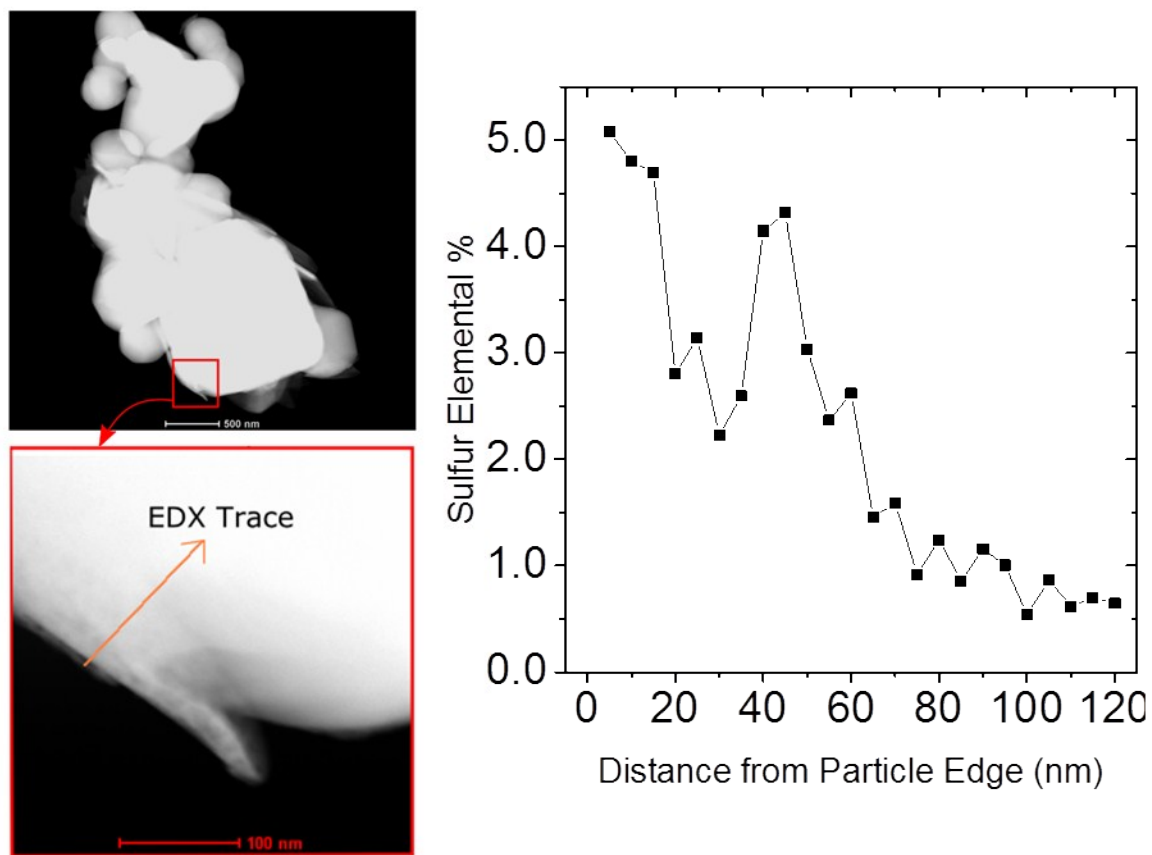 500 nm
EDX Trace
100 nm
Sulfur Elemental %
5.0
4.0
3.0
2.0
1.0
0.0
0 20 40 60 80 100 120
Distance from Particle Edge (nm)